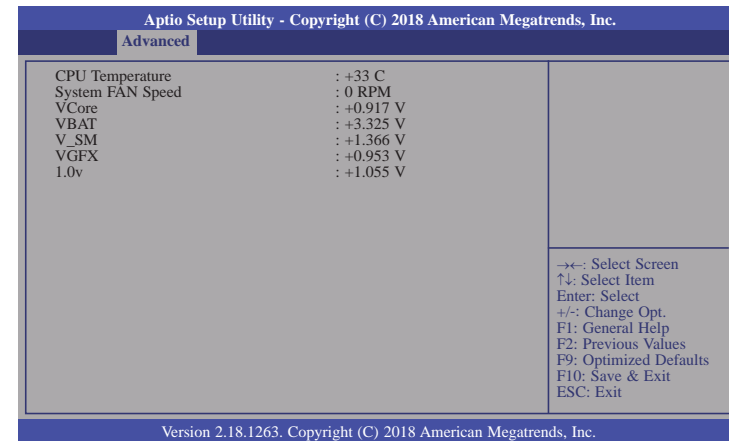 Aptio Setup Utility - Copyright (C) 2018 American Megatrends, Inc.
Advanced
CPU Temperature : +33 C
System FAN Speed : 0 RPM
VCore : +0.917 V
VBAT : +3.325 V
V_SM : +1.366 V
VGFX : +0.953 V
1.0v : +1.055 V
→←: Select Screen
↑↓: Select Item
Enter: Select
+/-: Change Opt.
F1: General Help
F2: Previous Values
F9: Optimized Defaults
F10: Save & Exit
ESC: Exit
Version 2.18.1263. Copyright (C) 2018 American Megatrends, Inc.